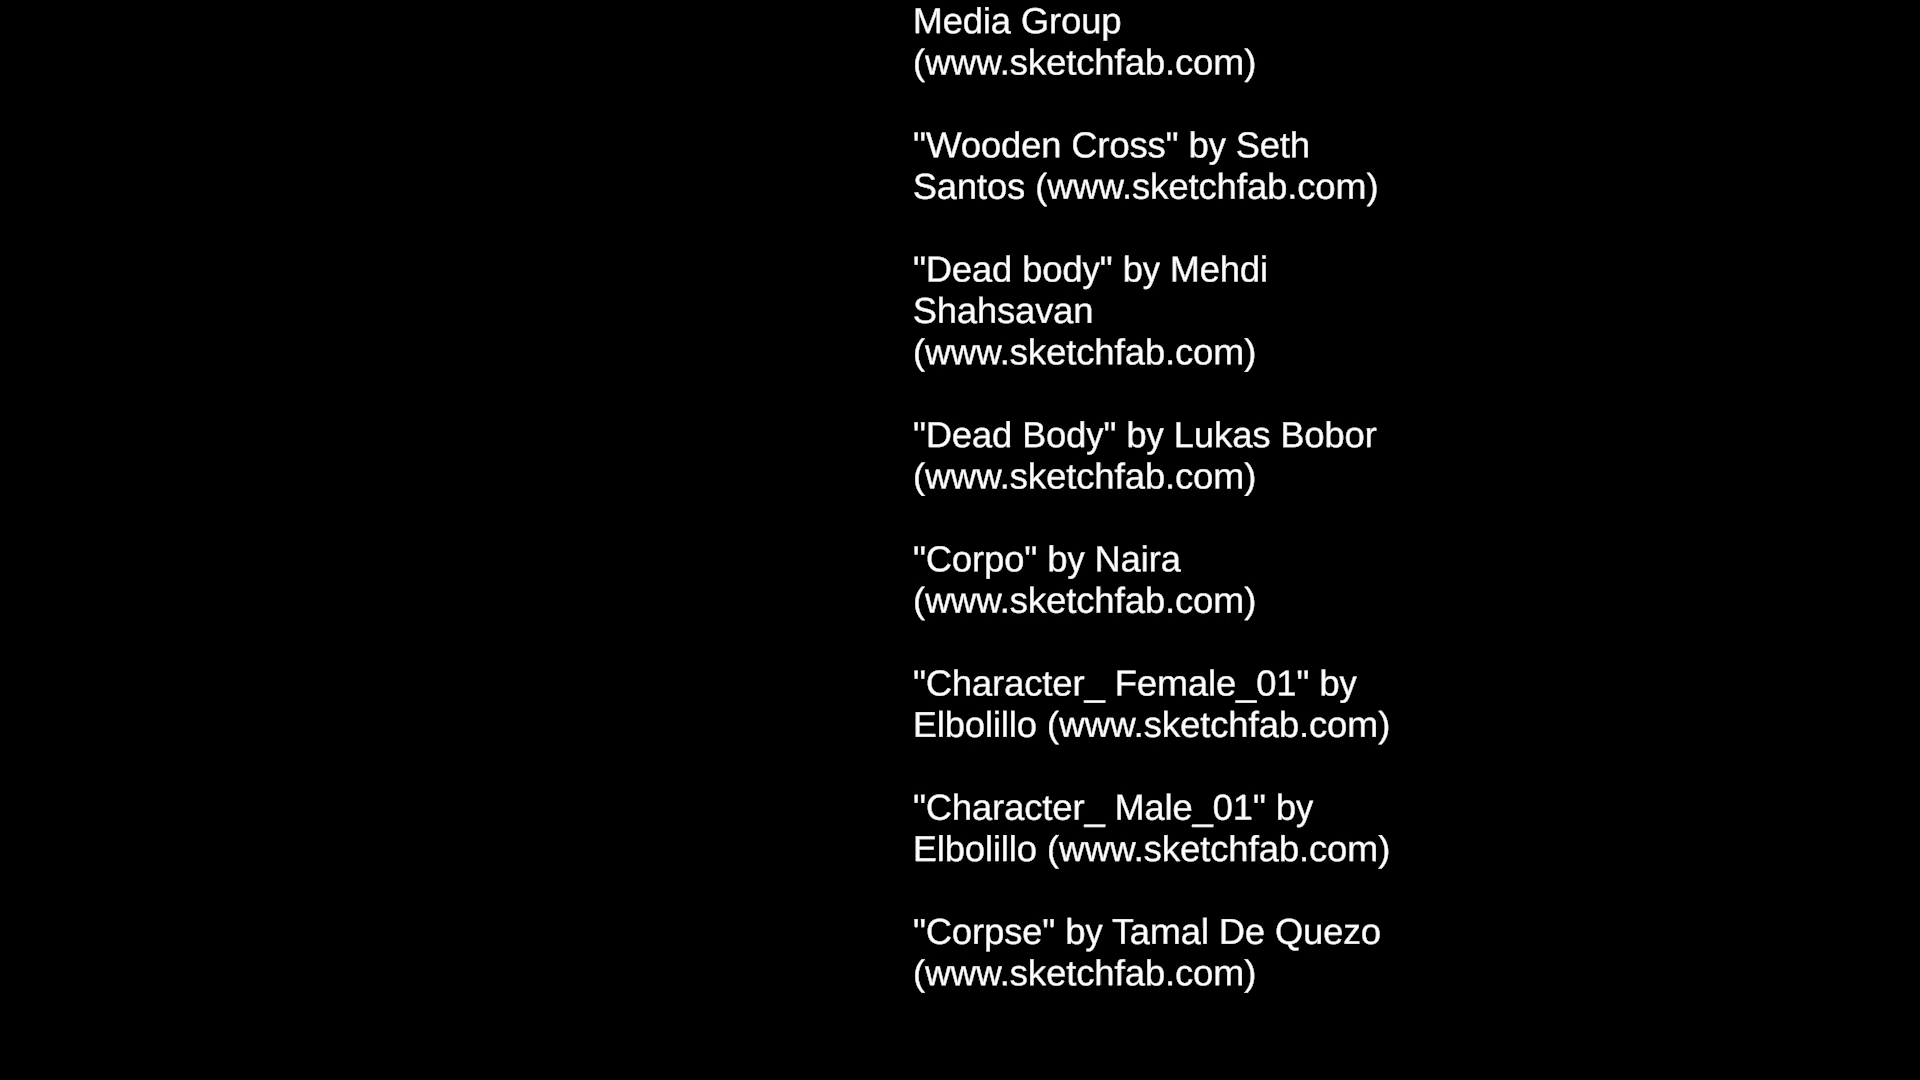 Media Group
(www.sketchfab.com)
"Wooden Cross" by Seth
Santos (www.sketchfab.com)
"Dead body" by Mehdi
Shahsavan
(www.sketchfab.com)
"Dead Body" by Lukas Bobor
(www.sketchfab.com)
"Corpo" by Naira
(www.sketchfab.com)
"Character_ Female_01" by
Elbolillo (www.sketchfab.com)
"Character_ Male_01" by
Elbolillo (www.sketchfab.com)
"Corpse" by Tamal De Quezo
(www.sketchfab.com)